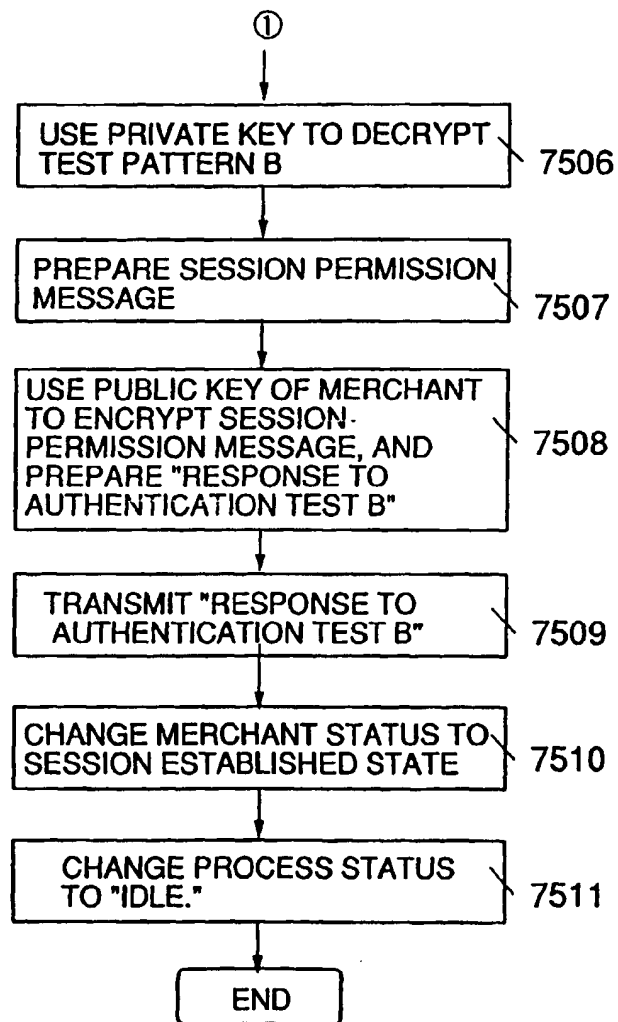 ①
USE PRIVATE KEY TO DECRYPT
TEST PATTERN B
7506
PREPARE SESSION PERMISSION
MESSAGE
7507
USE PUBLIC KEY OF MERCHANT
TO ENCRYPT SESSION-
PERMISSION MESSAGE, AND
PREPARE "RESPONSE TO
AUTHENTICATION TEST B"
7508
TRANSMIT "RESPONSE TO
AUTHENTICATION TEST B"
7509
CHANGE MERCHANT STATUS TO
SESSION ESTABLISHED STATE
7510
CHANGE PROCESS STATUS
TO "IDLE."
7511
END